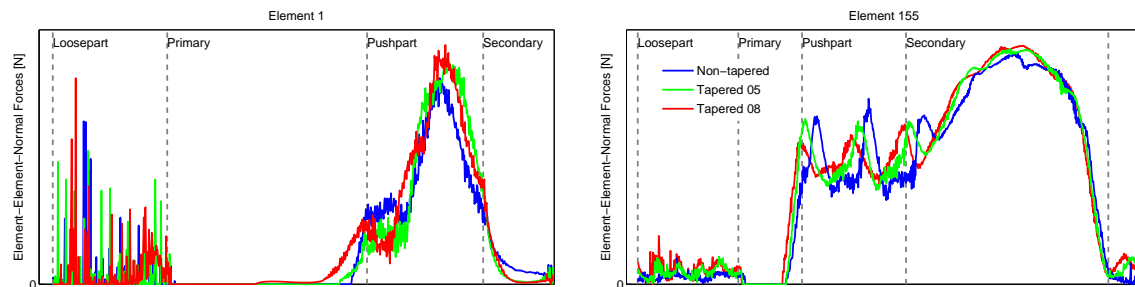 Element 1
Loosepart
Primary
Pushpart
Secondary
Element−Element−Normal Forces [N]
0
Element 155
Loosepart
Primary
Pushpart
Secondary
Non−tapered
Tapered 05
Tapered 08
Element−Element−Normal Forces [N]
0